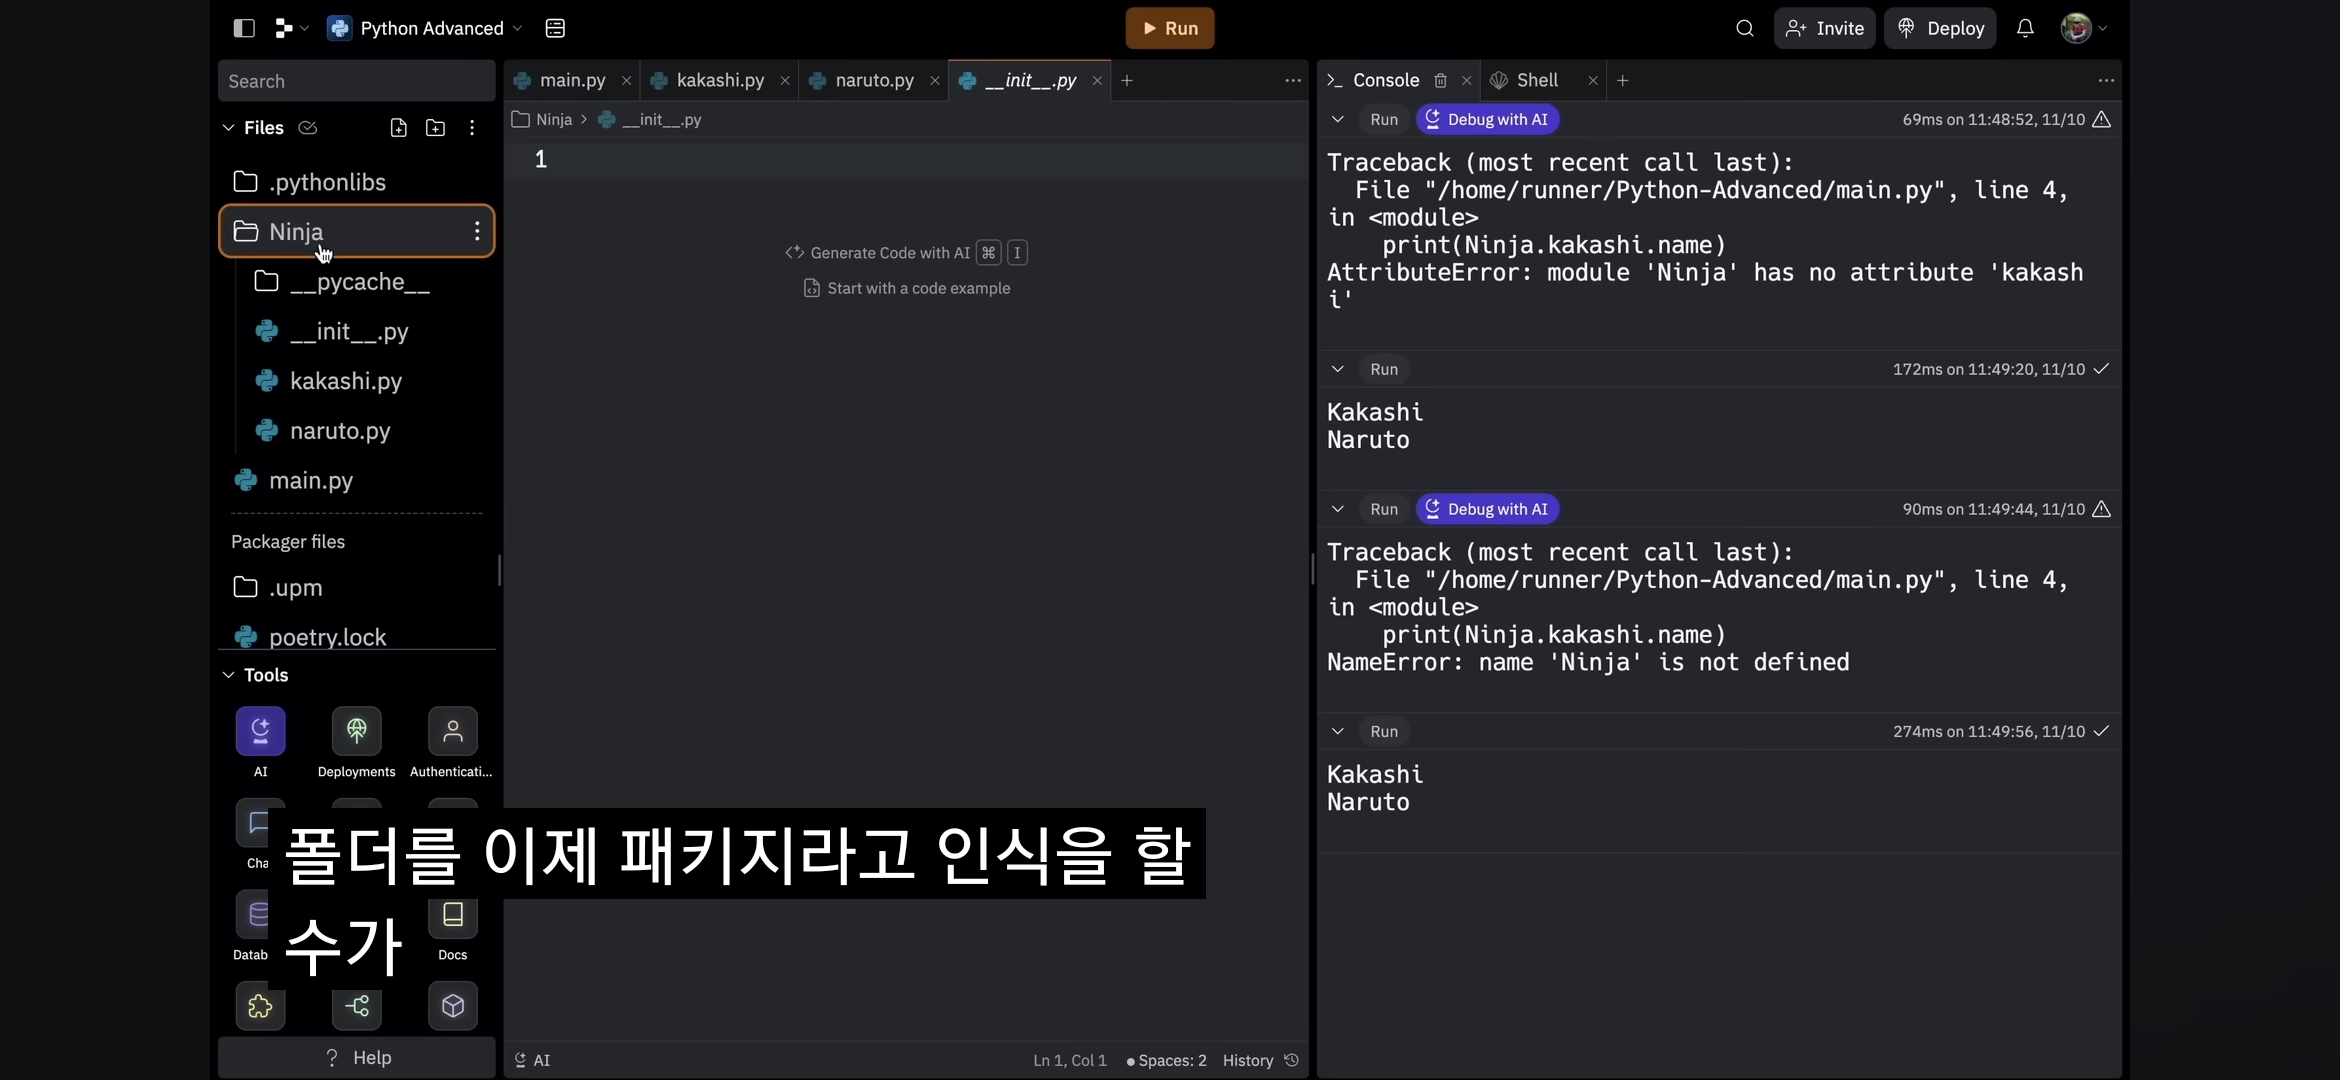 Python Advanced
Run
Invite
Deploy
Search
Files
.pythonlibs
Ninja
__pycache__
__init__.py
kakashi.py
naruto.py
main.py
Packager files
.upm
poetry.lock
Tools
AI
Deployments
Authenticati...
Cha
Datab
Docs
? Help
main.py
kakashi.py
naruto.py
__init__.py
Ninja > __init__.py
1
Generate Code with AI ⌘ I
Start with a code example
AI
Ln 1, Col 1
Spaces: 2
History
Console
Shell
Run
Debug with AI
69ms on 11:48:52, 11/10
Traceback (most recent call last):
File "/home/runner/Python-Advanced/main.py", line 4,
in <module>
print(Ninja.kakashi.name)
AttributeError: module 'Ninja' has no attribute 'kakash
i'
Run
172ms on 11:49:20, 11/10
Kakashi
Naruto
Run
Debug with AI
90ms on 11:49:44, 11/10
Traceback (most recent call last):
File "/home/runner/Python-Advanced/main.py", line 4,
in <module>
print(Ninja.kakashi.name)
NameError: name 'Ninja' is not defined
Run
274ms on 11:49:56, 11/10
Kakashi
Naruto
폴더를 이제 패키지라고 인식을 할
수가